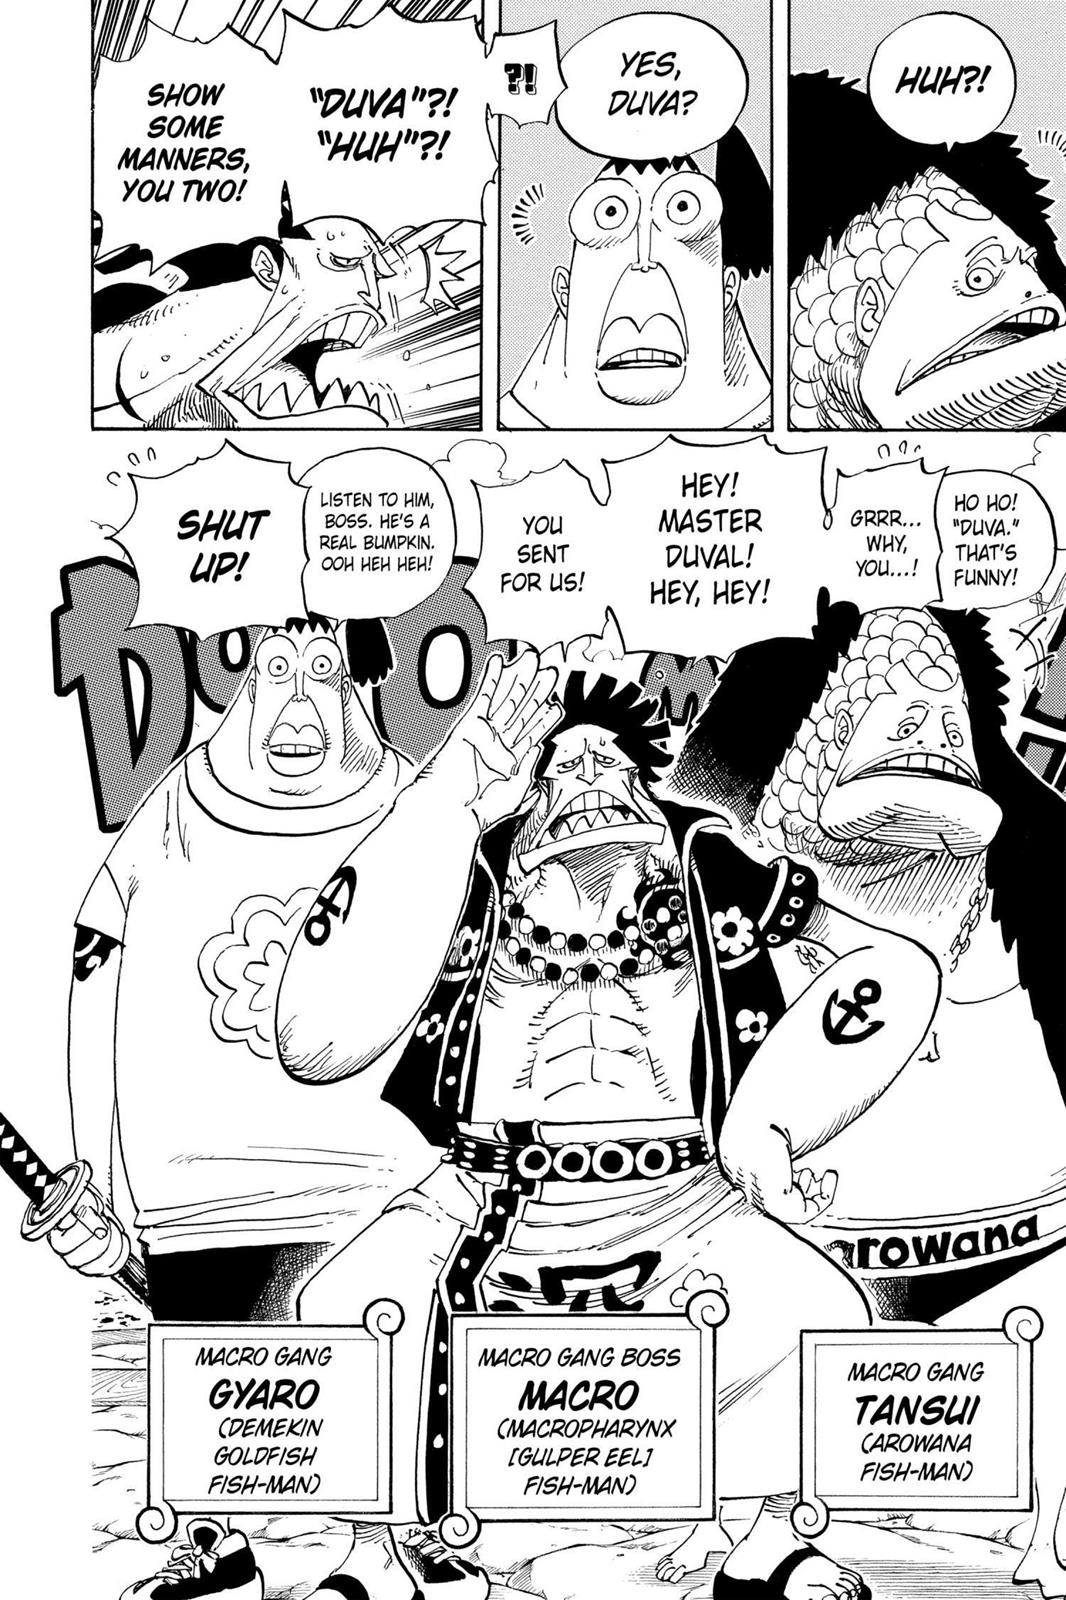 HUH?!
YES,
DUVA?
?!
"DUVA"?!
"HUH"?!
SHOW
SOME
MANNERS,
YOU TWO!
HO HO!
"DUVA."
THAT'S
FUNNY!
GRRR...
WHY,
YOU...!
HEY!
MASTER
DUVAL!
HEY, HEY!
YOU
SENT
FOR US!
LISTEN TO HIM,
BOSS. HE'S A
REAL BUMPKIN.
OOH HEH HEH!
SHUT
UP!
arowana
MACRO GANG
GYARO
(DEMEKIN
GOLDFISH
FISH-MAN)
MACRO GANG BOSS
MACRO
(MACROPHARYNX
[GULPER EEL]
FISH-MAN)
MACRO GANG
TANSUI
(AROWANA
FISH-MAN)